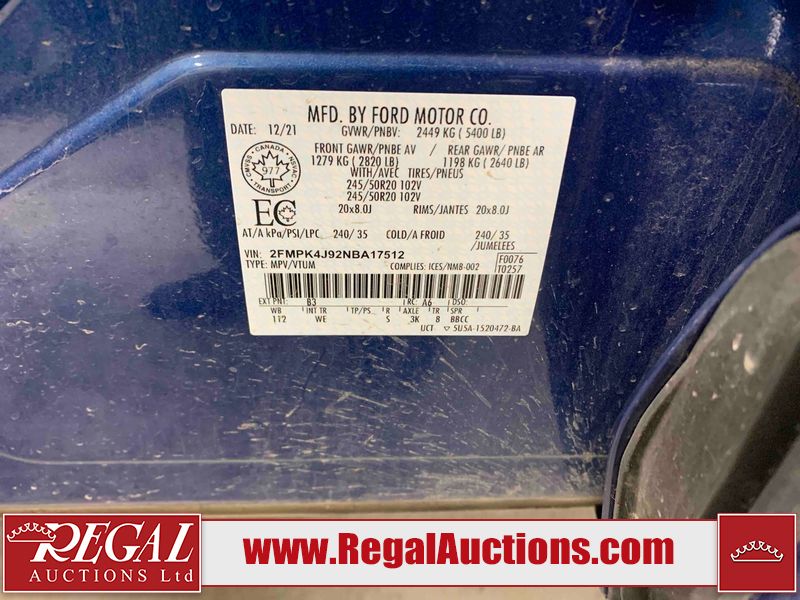 MFD. BY FORD MOTOR CO.
DATE: 12/21 GVWR/PNBV: 2449 KG ( 5400 LB)
FRONT GAWR/PNBE AV / REAR GAWR/ PNBE AR
1279 KG ( 2820 LB) 1198 KG ( 2640 LB)
WITH/AVEC TIRES/PNEUS
245/50R20 102V
245/50R20 102V
20x8.0J RIMS/JANTES 20x8.0J
AT/A kPa/PSI/LPC 240/ 35 COLD/A FROID 240/ 35
/JUMELEES
CANADA
CMVSS NSVAC
977
TRANSPORT
EC
VIN: 2FMPK4J92NBA17512
TYPE: MPV/VTUM COMPLIES: ICES/NMB-002
F0076
T0257
EXT PNT: B3 RC: A6 DSO:
WB INT TR TP/PS R AXLE TR SPR
112 WE S 3K 8 BBCC
UCT ▽ 5U5A-1520472-BA
REGAL
AUCTIONS Ltd
www.RegalAuctions.com